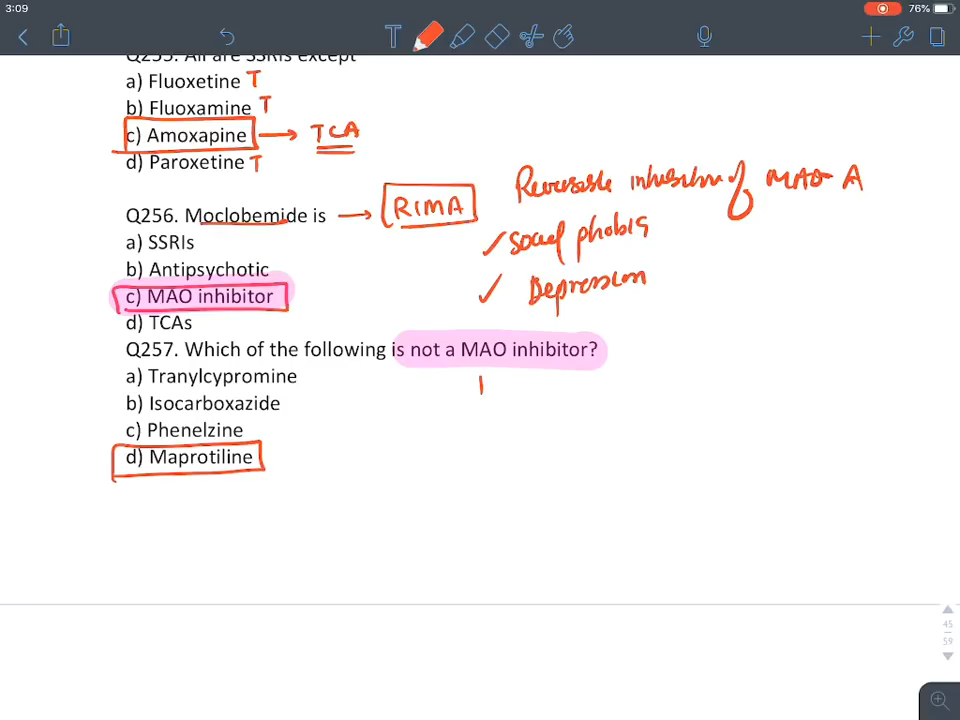 3:09
76%
T
Q255. All are SSRIs except
a) Fluoxetine T
b) Fluoxamine T
c) Amoxapine → TCA
d) Paroxetine T
Reversible inhibitor of MAO A
Q256. Moclobemide is → RIMA
a) SSRIs ✓ social phobia
b) Antipsychotic
c) MAO inhibitor ✓ Depression
d) TCAs
Q257. Which of the following is not a MAO inhibitor?
a) Tranylcypromine
b) Isocarboxazide
c) Phenelzine
d) Maprotiline
45
59